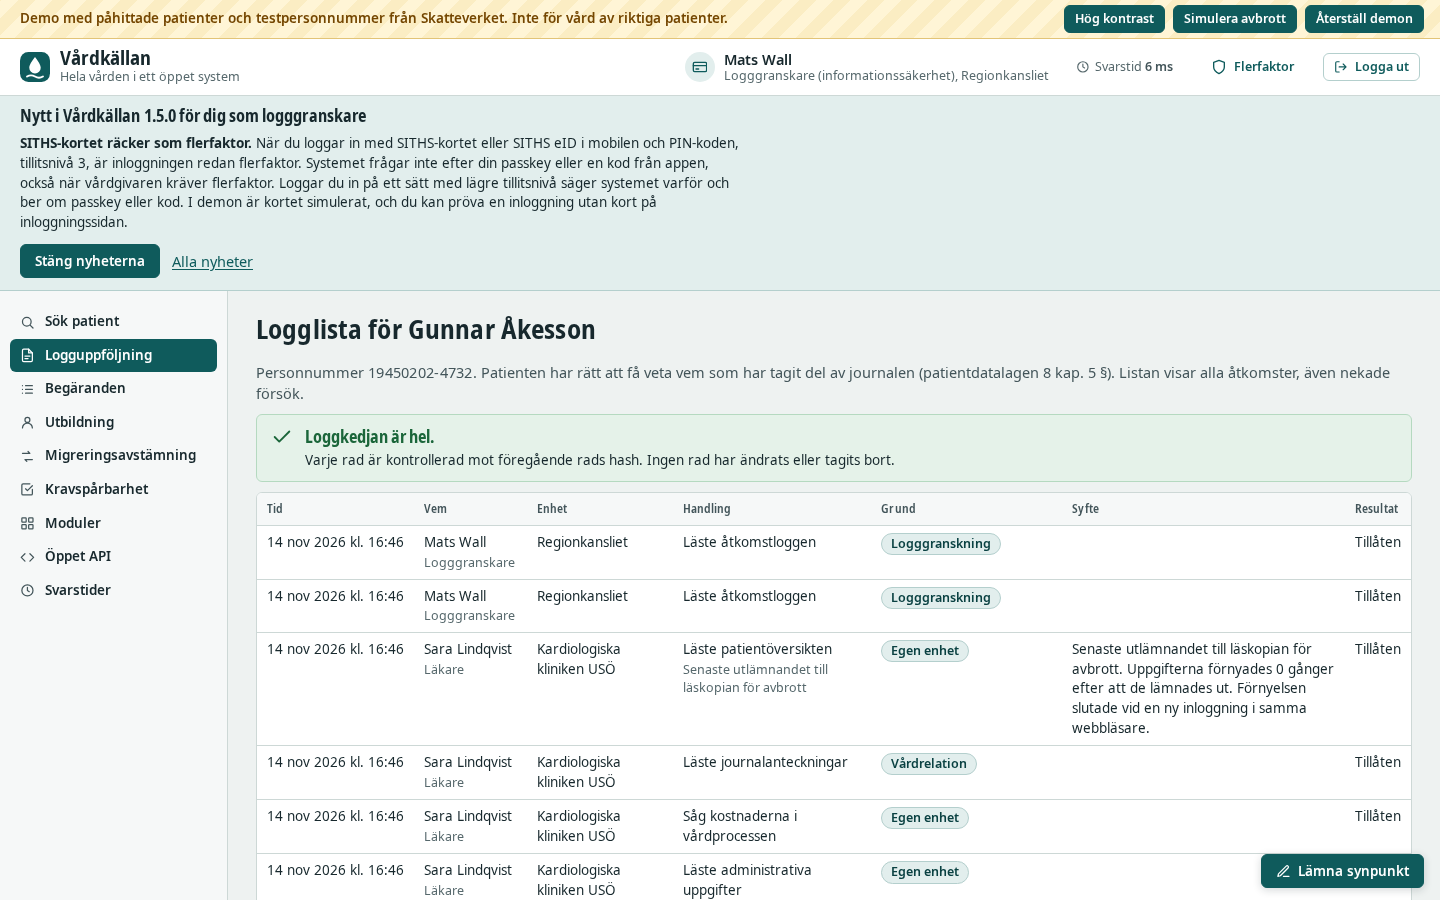 Demo med påhittade patienter och testpersonnummer från Skatteverket. Inte för vård av riktiga patienter.
Hög kontrast
Simulera avbrott
Återställ demon
Vårdkällan
Hela vården i ett öppet system
Mats Wall
Logggranskare (informationssäkerhet), Regionkansliet
Svarstid 6 ms
Flerfaktor
Logga ut
Nytt i Vårdkällan 1.5.0 för dig som logggranskare
SITHS-kortet räcker som flerfaktor. När du loggar in med SITHS-kortet eller SITHS eID i mobilen och PIN-koden,
tillitsnivå 3, är inloggningen redan flerfaktor. Systemet frågar inte efter din passkey eller en kod från appen,
också när vårdgivaren kräver flerfaktor. Loggar du in på ett sätt med lägre tillitsnivå säger systemet varför och
ber om passkey eller kod. I demon är kortet simulerat, och du kan pröva en inloggning utan kort på
inloggningssidan.
Stäng nyheterna
Alla nyheter
Sök patient
Logguppföljning
Begäranden
Utbildning
Migreringsavstämning
Kravspårbarhet
Moduler
Öppet API
Svarstider
Logglista för Gunnar Åkesson
Personnummer 19450202-4732. Patienten har rätt att få veta vem som har tagit del av journalen (patientdatalagen 8 kap. 5 §). Listan visar alla åtkomster, även nekade
försök.
Loggkedjan är hel.
Varje rad är kontrollerad mot föregående rads hash. Ingen rad har ändrats eller tagits bort.
Tid
Vem
Enhet
Handling
Grund
Syfte
Resultat
14 nov 2026 kl. 16:46
Mats Wall
Logggranskare
Regionkansliet
Läste åtkomstloggen
Logggranskning
Tillåten
14 nov 2026 kl. 16:46
Mats Wall
Logggranskare
Regionkansliet
Läste åtkomstloggen
Logggranskning
Tillåten
14 nov 2026 kl. 16:46
Sara Lindqvist
Läkare
Kardiologiska
kliniken USÖ
Läste patientöversikten
Senaste utlämnandet till
läskopian för avbrott
Egen enhet
Senaste utlämnandet till läskopian för
avbrott. Uppgifterna förnyades 0 gånger
efter att de lämnades ut. Förnyelsen
slutade vid en ny inloggning i samma
webbläsare.
Tillåten
14 nov 2026 kl. 16:46
Sara Lindqvist
Läkare
Kardiologiska
kliniken USÖ
Läste journalanteckningar
Vårdrelation
Tillåten
14 nov 2026 kl. 16:46
Sara Lindqvist
Läkare
Kardiologiska
kliniken USÖ
Såg kostnaderna i
vårdprocessen
Egen enhet
Tillåten
14 nov 2026 kl. 16:46
Sara Lindqvist
Läkare
Kardiologiska
kliniken USÖ
Läste administrativa
uppgifter
Egen enhet
Lämna synpunkt